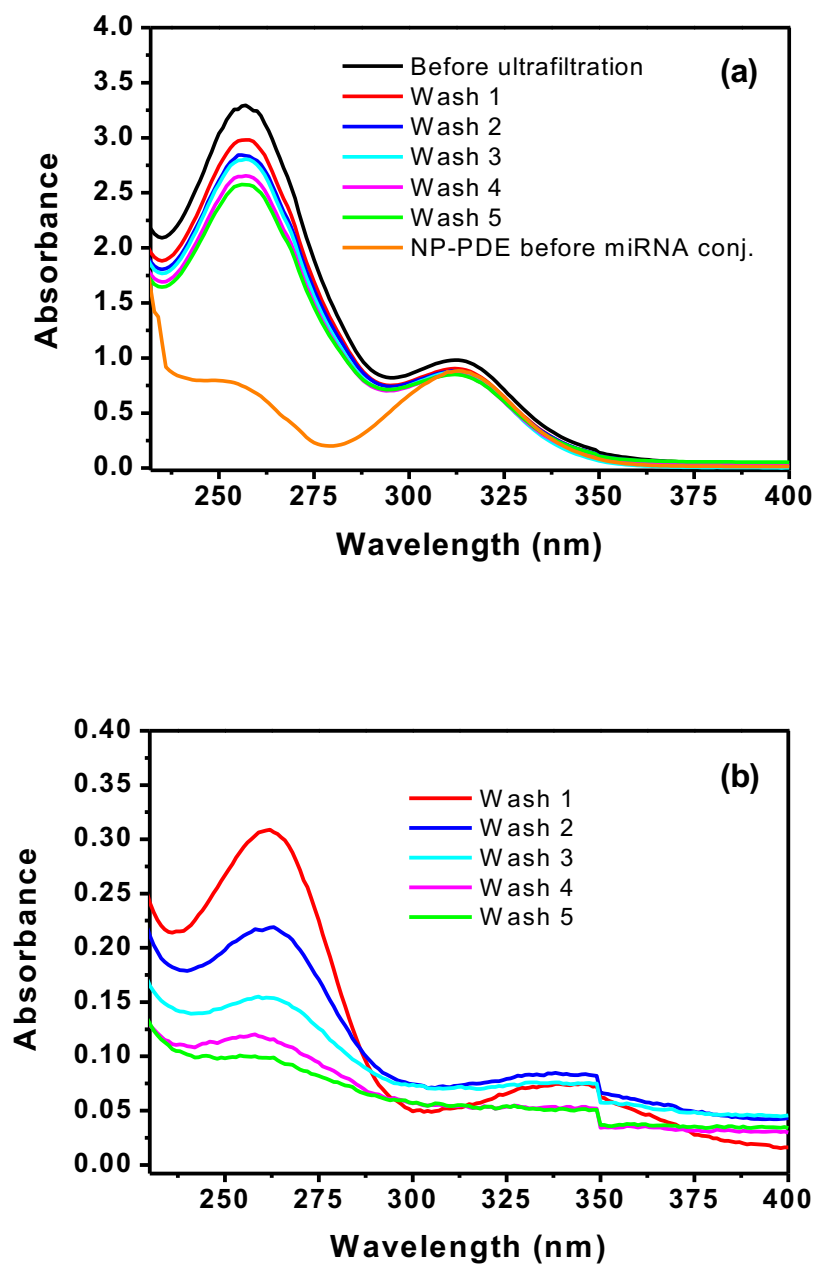 4.0
3.5
3.0
2.5
2.0
1.5
1.0
0.5
0.0
Absorbance
Before ultrafiltration
Wash 1
Wash 2
Wash 3
Wash 4
Wash 5
NP-PDE before miRNA conj.
(a)
250 275 300 325 350 375 400
Wavelength (nm)
0.40
0.35
0.30
0.25
0.20
0.15
0.10
0.05
0.00
Absorbance
Wash 1
Wash 2
Wash 3
Wash 4
Wash 5
(b)
250 275 300 325 350 375 400
Wavelength (nm)